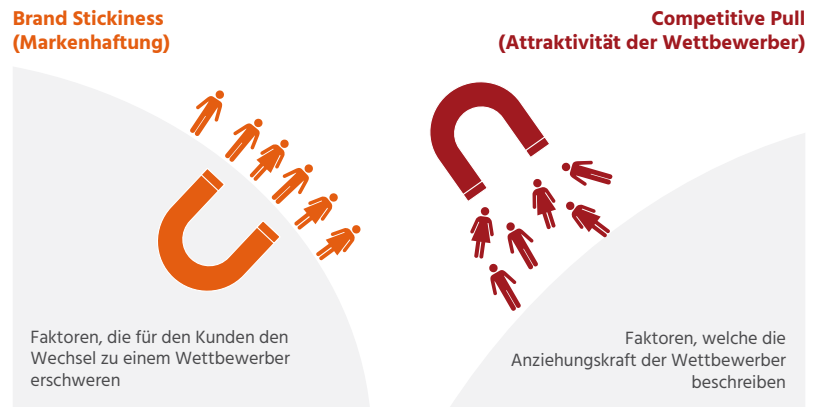 Brand Stickiness
(Markenhaftung)
Competitive Pull
(Attraktivität der Wettbewerber)
Faktoren, die für den Kunden den
Wechsel zu einem Wettbewerber
erschweren
Faktoren, welche die
Anziehungskraft der Wettbewerber
beschreiben